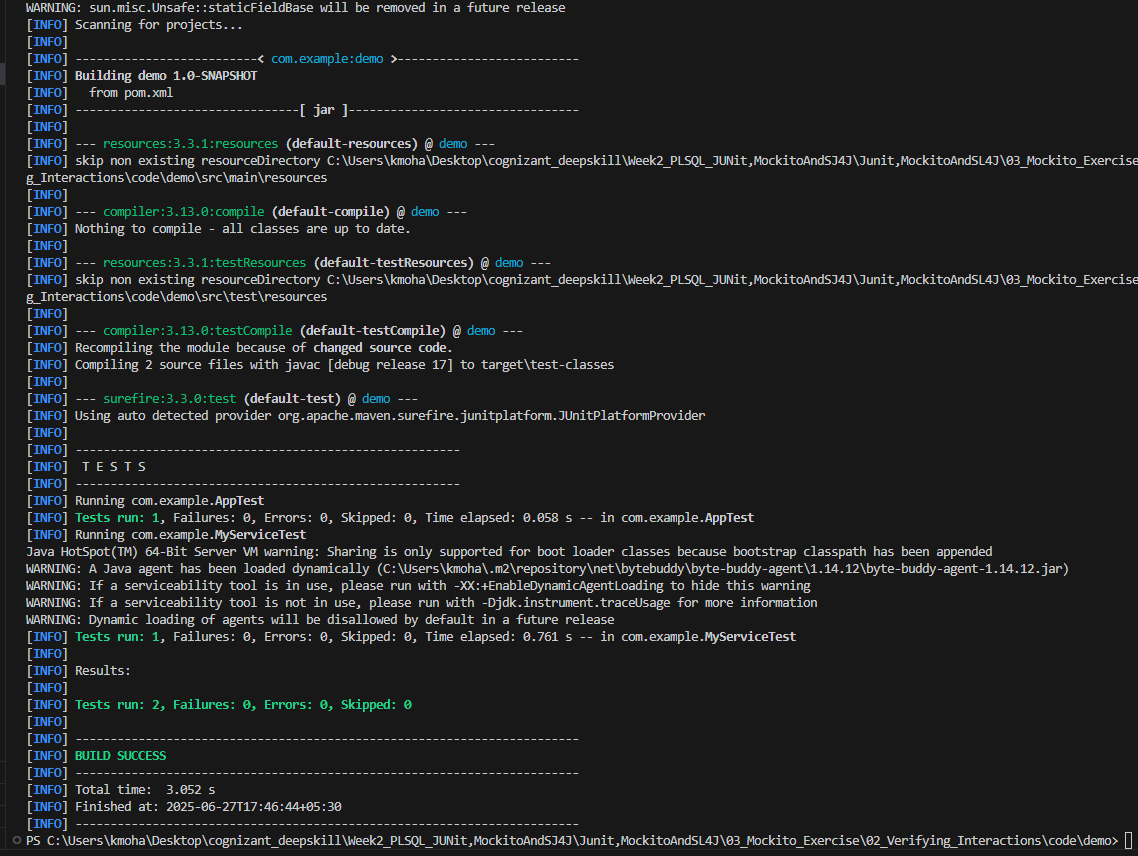 WARNING: sun.misc.Unsafe::staticFieldBase will be removed in a future release
[INFO] Scanning for projects...
[INFO]
[INFO] --------------------------< com.example:demo >--------------------------
[INFO] Building demo 1.0-SNAPSHOT
[INFO]   from pom.xml
[INFO] --------------------------------[ jar ]---------------------------------
[INFO]
[INFO] --- resources:3.3.1:resources (default-resources) @ demo ---
[INFO] skip non existing resourceDirectory C:\Users\kmoha\Desktop\cognizant_deepskill\Week2_PLSQL_JUNit,MockitoAndSJ4J\Junit,MockitoAndSL4J\03_Mockito_Exercise
g_Interactions\code\demo\src\main\resources
[INFO]
[INFO] --- compiler:3.13.0:compile (default-compile) @ demo ---
[INFO] Nothing to compile - all classes are up to date.
[INFO]
[INFO] --- resources:3.3.1:testResources (default-testResources) @ demo ---
[INFO] skip non existing resourceDirectory C:\Users\kmoha\Desktop\cognizant_deepskill\Week2_PLSQL_JUNit,MockitoAndSJ4J\Junit,MockitoAndSL4J\03_Mockito_Exercise
g_Interactions\code\demo\src\test\resources
[INFO]
[INFO] --- compiler:3.13.0:testCompile (default-testCompile) @ demo ---
[INFO] Recompiling the module because of changed source code.
[INFO] Compiling 2 source files with javac [debug release 17] to target\test-classes
[INFO]
[INFO] --- surefire:3.3.0:test (default-test) @ demo ---
[INFO] Using auto detected provider org.apache.maven.surefire.junitplatform.JUnitPlatformProvider
[INFO]
[INFO] -------------------------------------------------------
[INFO]  T E S T S
[INFO] -------------------------------------------------------
[INFO] Running com.example.AppTest
[INFO] Tests run: 1, Failures: 0, Errors: 0, Skipped: 0, Time elapsed: 0.058 s -- in com.example.AppTest
[INFO] Running com.example.MyServiceTest
Java HotSpot(TM) 64-Bit Server VM warning: Sharing is only supported for boot loader classes because bootstrap classpath has been appended
WARNING: A Java agent has been loaded dynamically (C:\Users\kmoha\.m2\repository\net\bytebuddy\byte-buddy-agent\1.14.12\byte-buddy-agent-1.14.12.jar)
WARNING: If a serviceability tool is in use, please run with -XX:+EnableDynamicAgentLoading to hide this warning
WARNING: If a serviceability tool is not in use, please run with -Djdk.instrument.traceUsage for more information
WARNING: Dynamic loading of agents will be disallowed by default in a future release
[INFO] Tests run: 1, Failures: 0, Errors: 0, Skipped: 0, Time elapsed: 0.761 s -- in com.example.MyServiceTest
[INFO]
[INFO] Results:
[INFO]
[INFO] Tests run: 2, Failures: 0, Errors: 0, Skipped: 0
[INFO]
[INFO] ------------------------------------------------------------------------
[INFO] BUILD SUCCESS
[INFO] ------------------------------------------------------------------------
[INFO] Total time:  3.052 s
[INFO] Finished at: 2025-06-27T17:46:44+05:30
[INFO] ------------------------------------------------------------------------
PS C:\Users\kmoha\Desktop\cognizant_deepskill\Week2_PLSQL_JUNit,MockitoAndSJ4J\Junit,MockitoAndSL4J\03_Mockito_Exercise\02_Verifying_Interactions\code\demo>